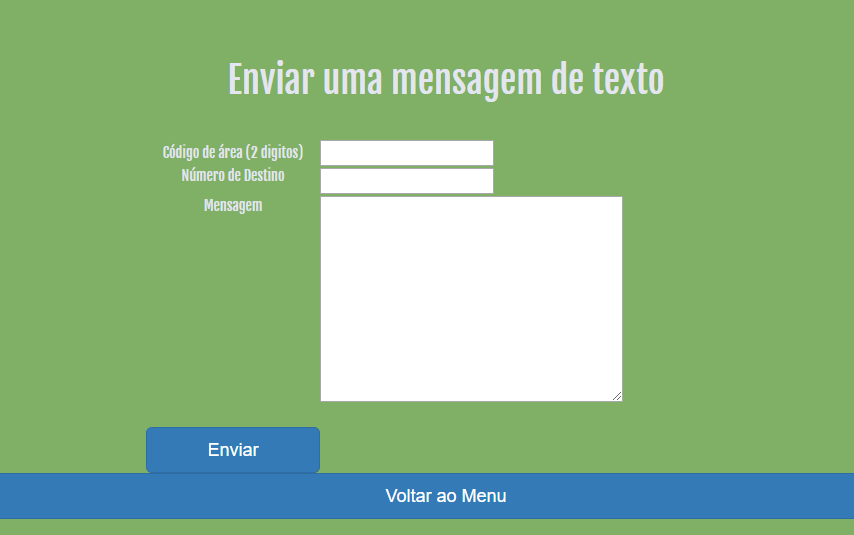 Enviar uma mensagem de texto
Código de área (2 digitos)
Número de Destino
Mensagem
Enviar
Voltar ao Menu